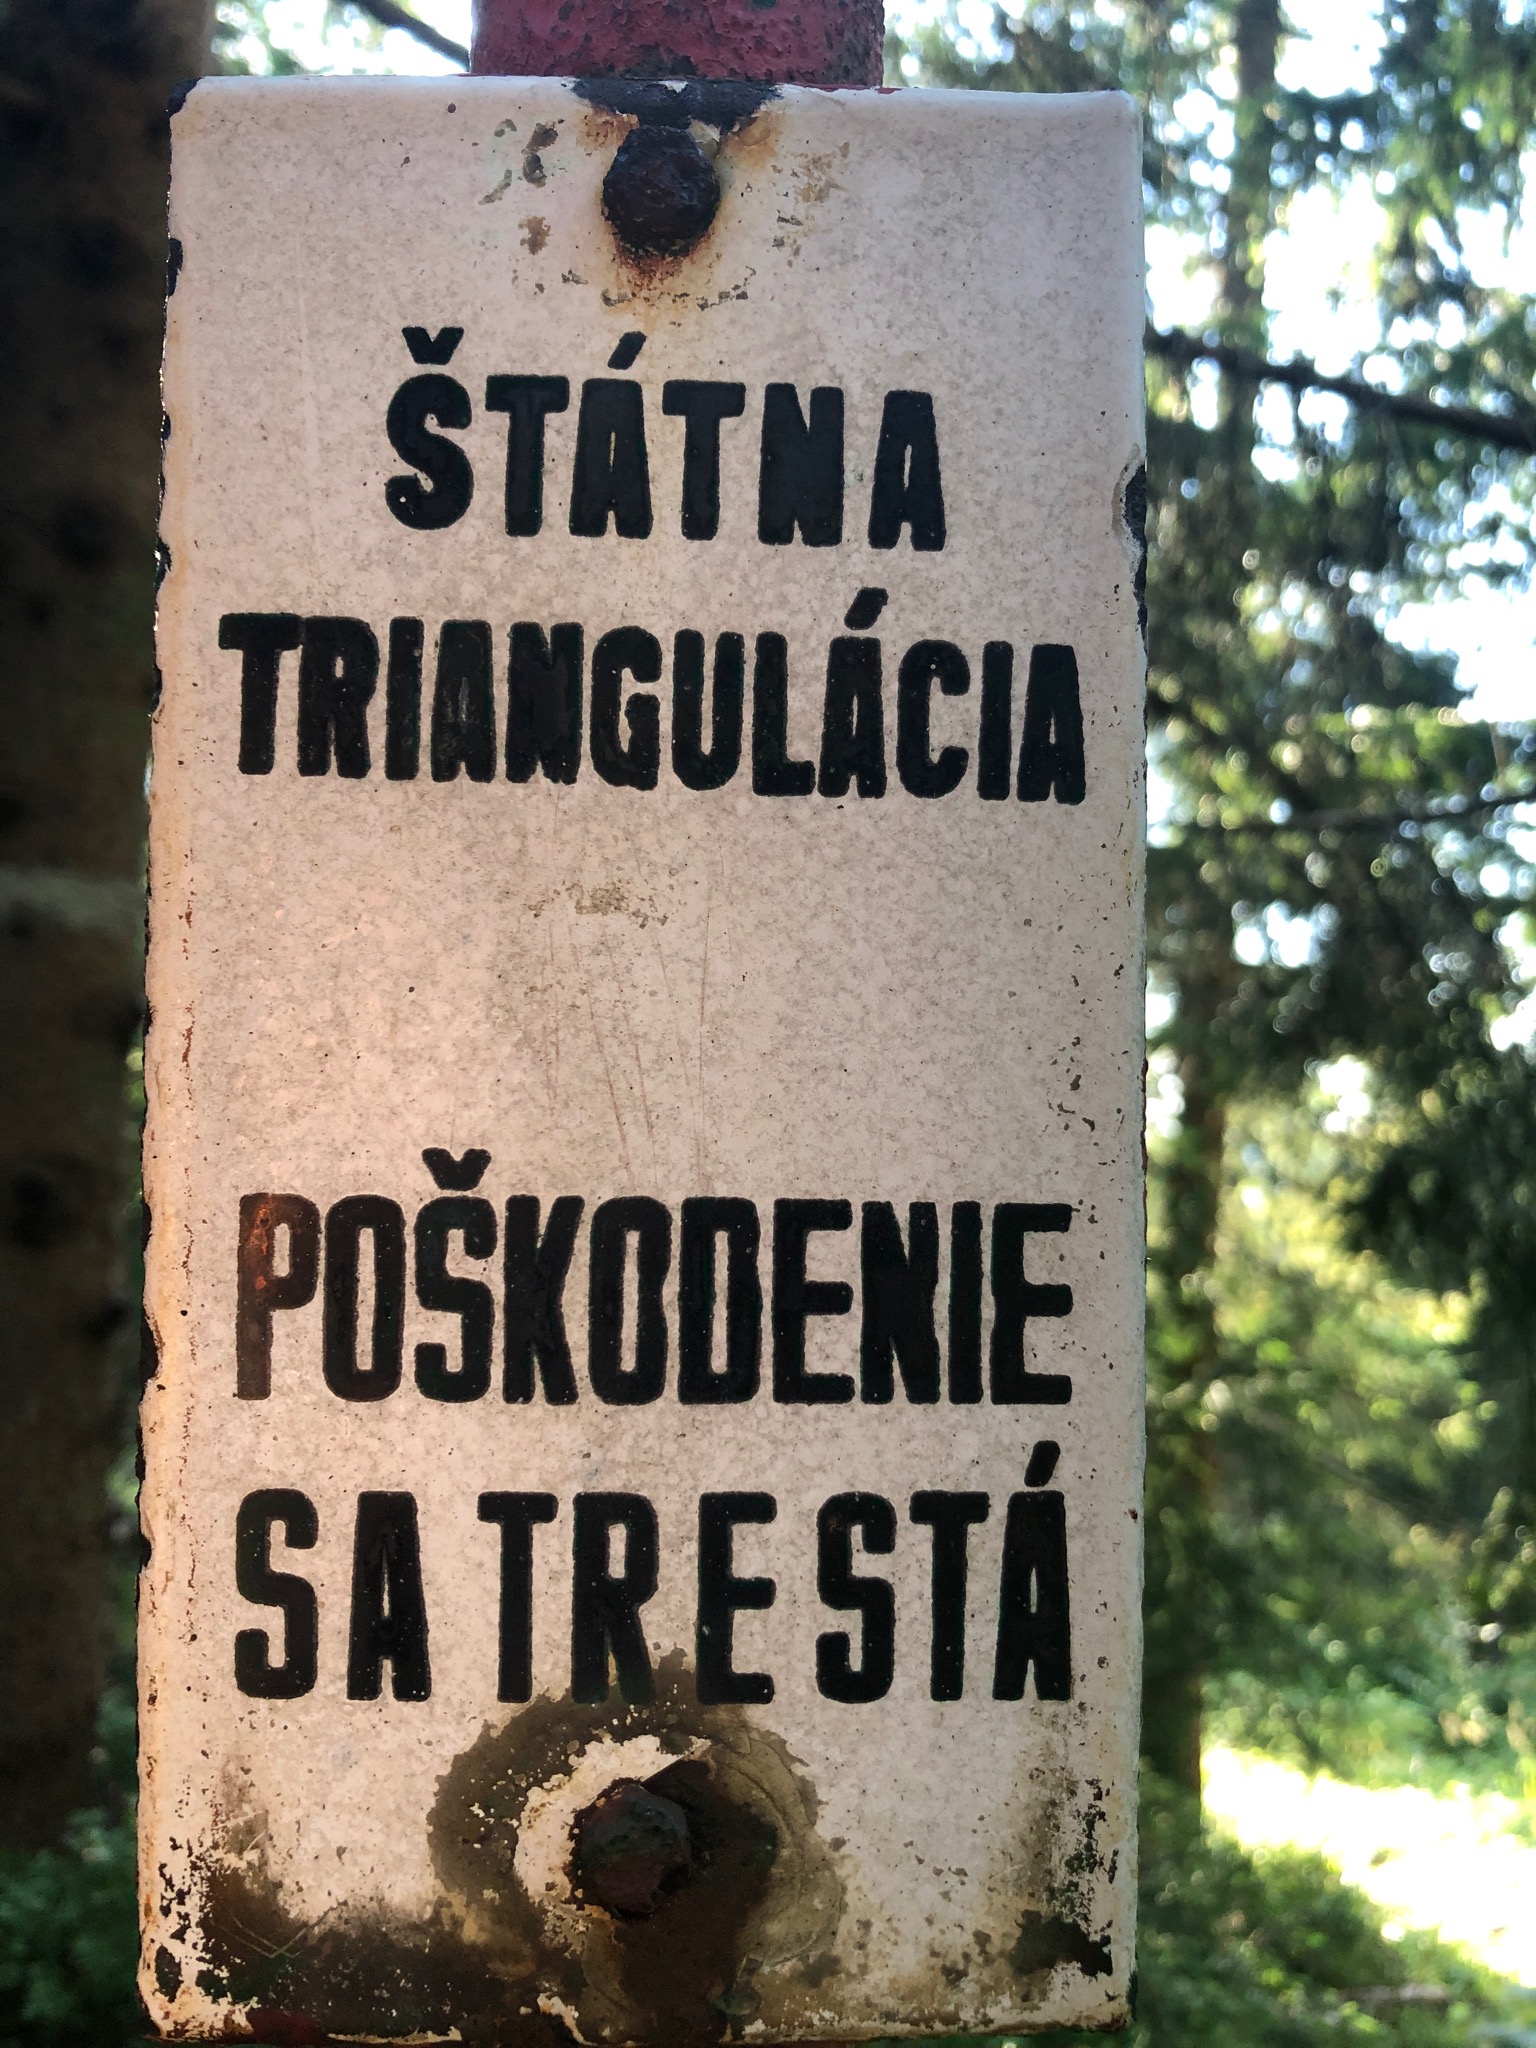 ŠTÁTNA
TRIANGULÁCIA
POŠKODENIE
SA TRESTÁ